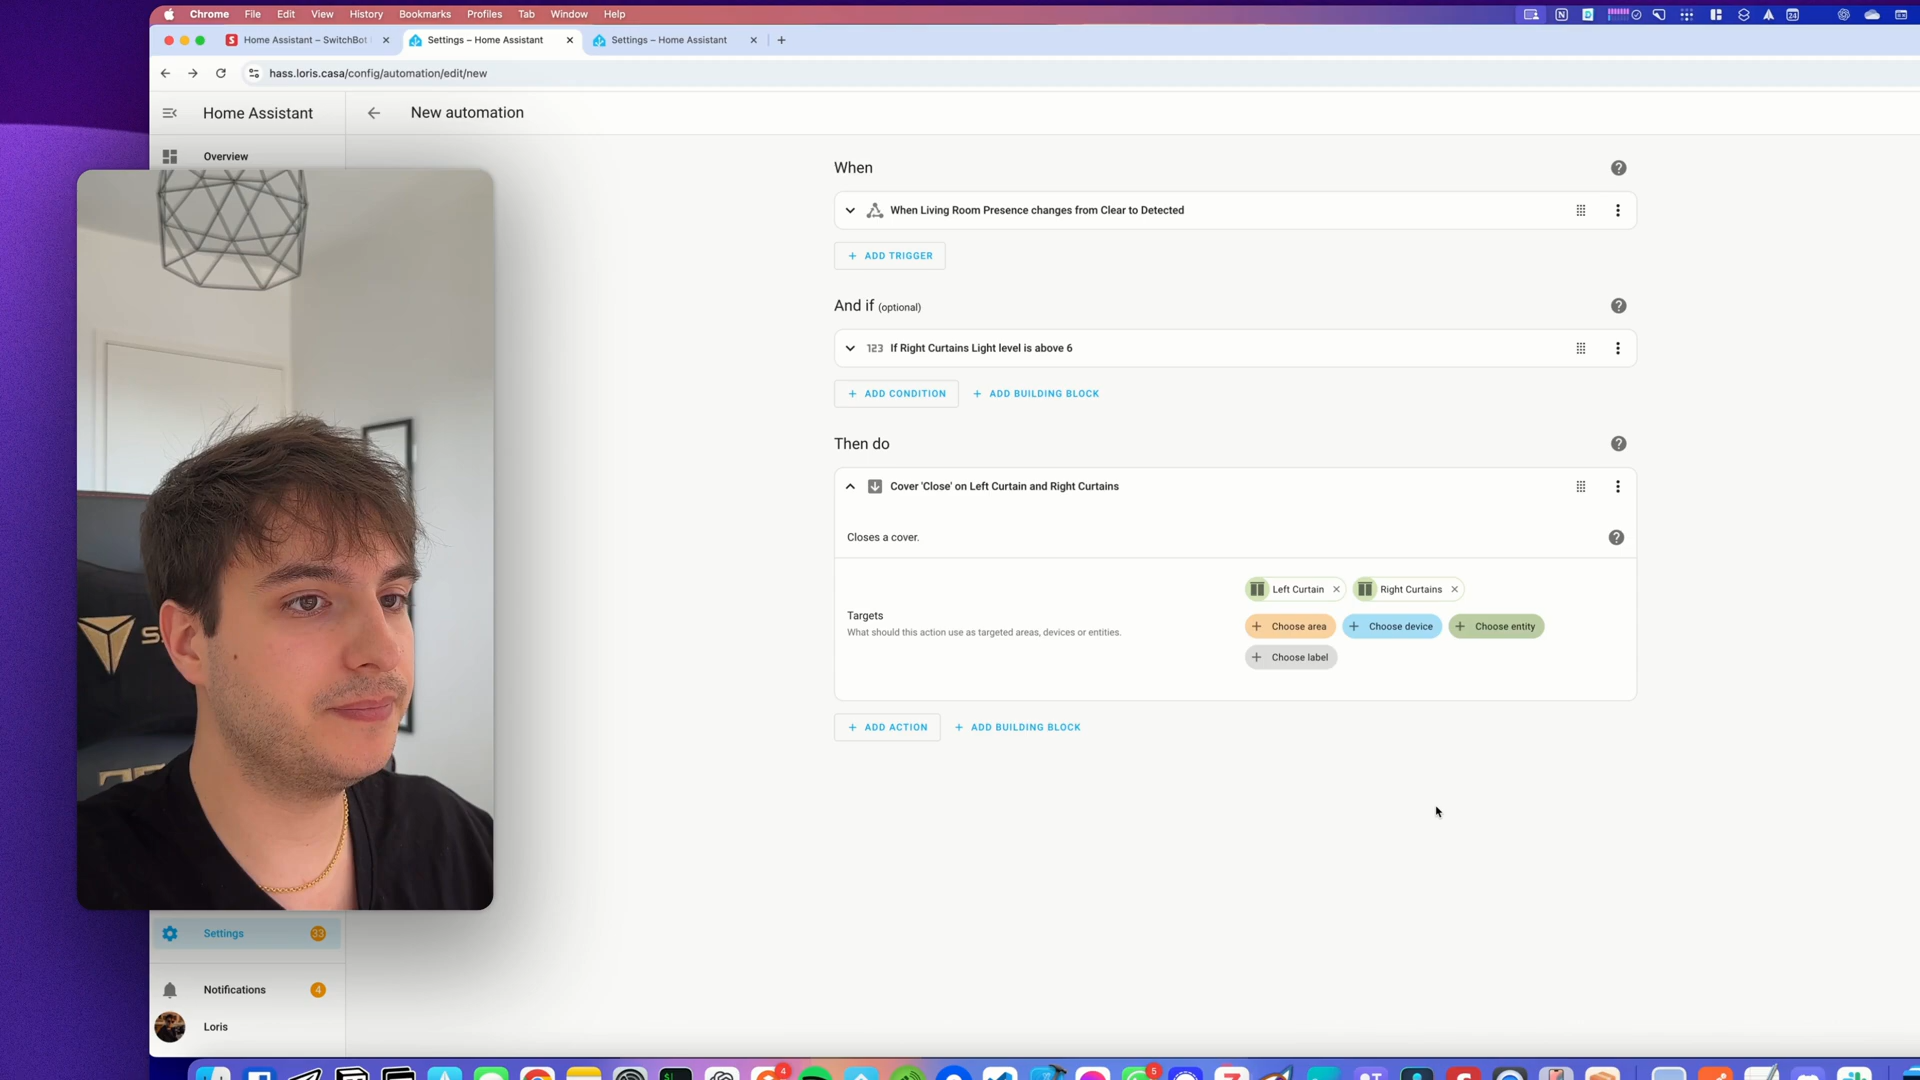 Chrome File Edit View History Bookmarks Profiles Tab Window Help
Home Assistant – SwitchBot
Settings – Home Assistant
Settings – Home Assistant
hass.loris.casa/config/automation/edit/new
Home Assistant
New automation
Overview
When
When Living Room Presence changes from Clear to Detected
ADD TRIGGER
And if (optional)
123 If Right Curtains Light level is above 6
ADD CONDITION
ADD BUILDING BLOCK
Then do
Cover 'Close' on Left Curtain and Right Curtains
Closes a cover.
Left Curtain
Right Curtains
Targets
What should this action use as targeted areas, devices or entities.
Choose area
Choose device
Choose entity
Choose label
ADD ACTION
ADD BUILDING BLOCK
Settings 33
Notifications 4
Loris
4
5